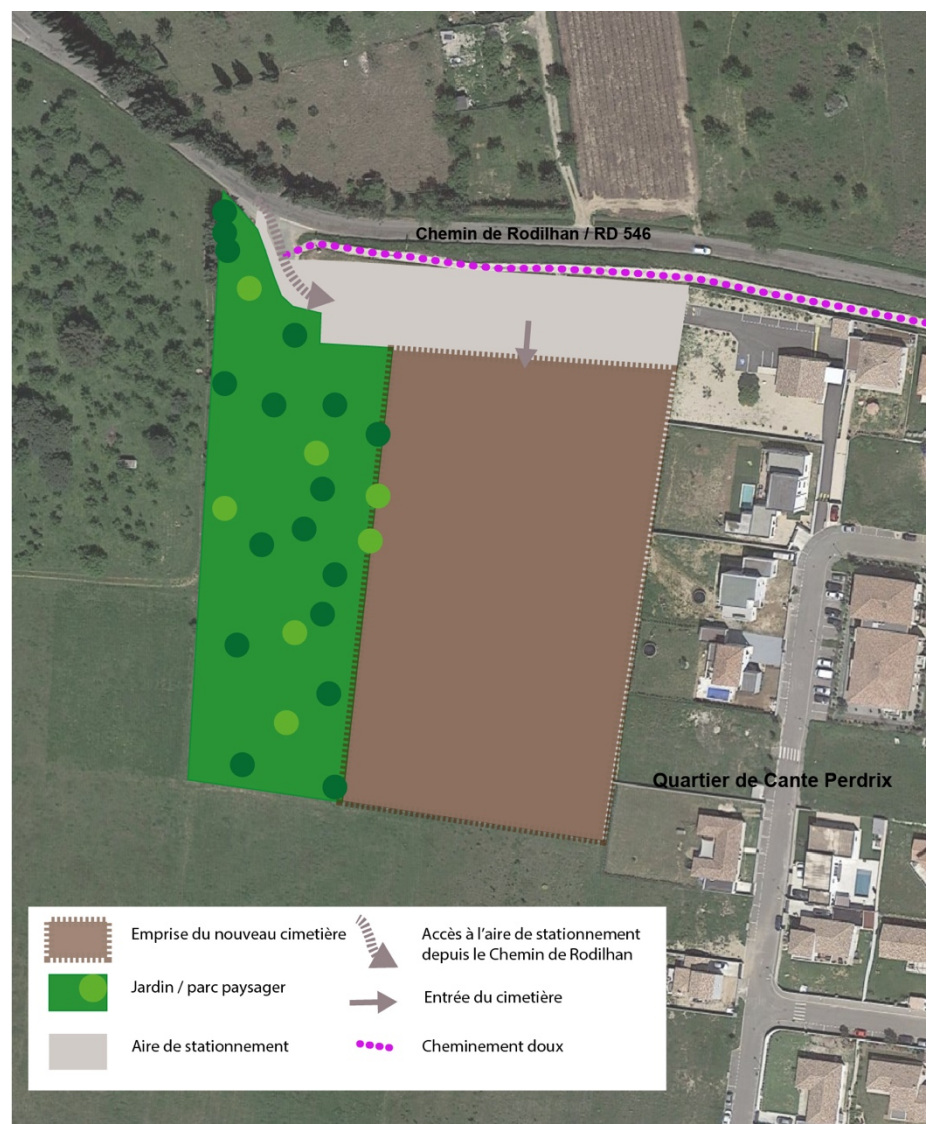 Chemin de Rodilhan / RD 546
Quartier de Cante Perdrix
Emprise du nouveau cimetière
Jardin / parc paysager
Aire de stationnement
Accès à l'aire de stationnement
depuis le Chemin de Rodilhan
Entrée du cimetière
Cheminement doux